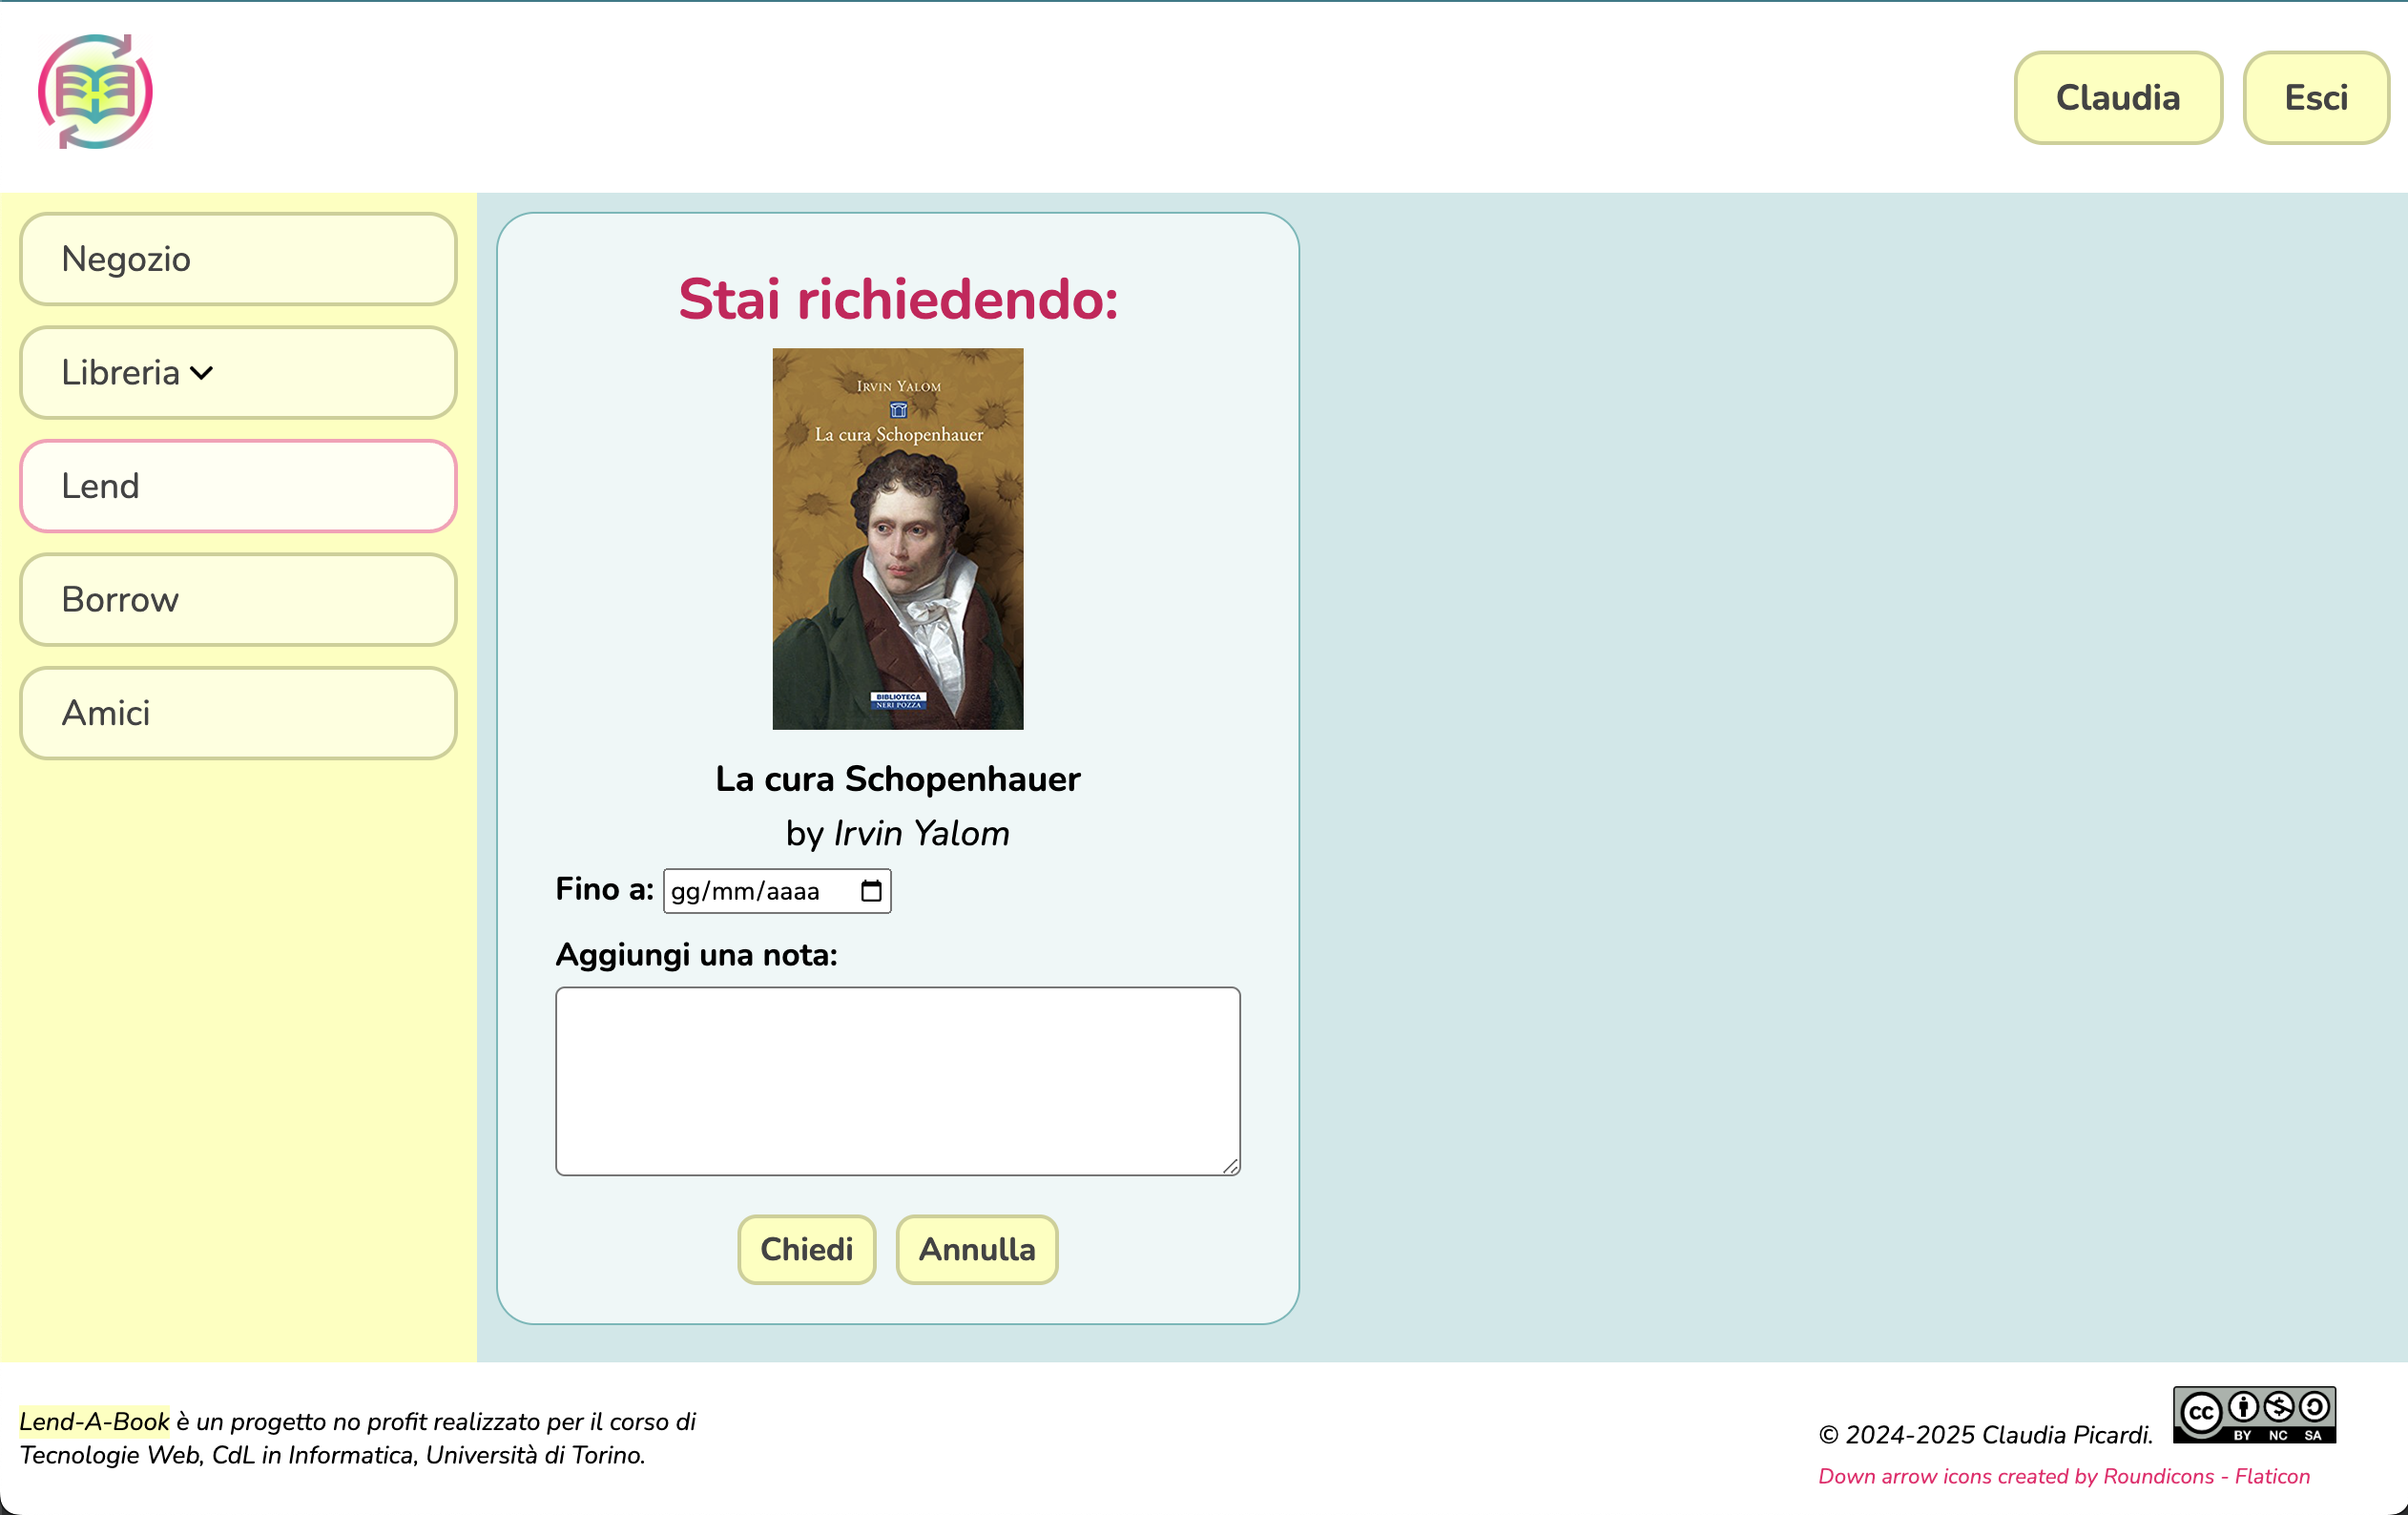 Claudia
Esci
Negozio
Libreria
Lend
Borrow
Amici
Stai richiedendo:
IRVIN YALOM
La cura Schopenhauer
BIBLIOTECA
NERI POZZA
La cura Schopenhauer
by Irvin Yalom
Fino a: gg/mm/aaaa
Aggiungi una nota:
Chiedi
Annulla
Lend-A-Book è un progetto no profit realizzato per il corso di
Tecnologie Web, CdL in Informatica, Università di Torino.
© 2024-2025 Claudia Picardi.
CC BY NC SA
Down arrow icons created by Roundicons - Flaticon